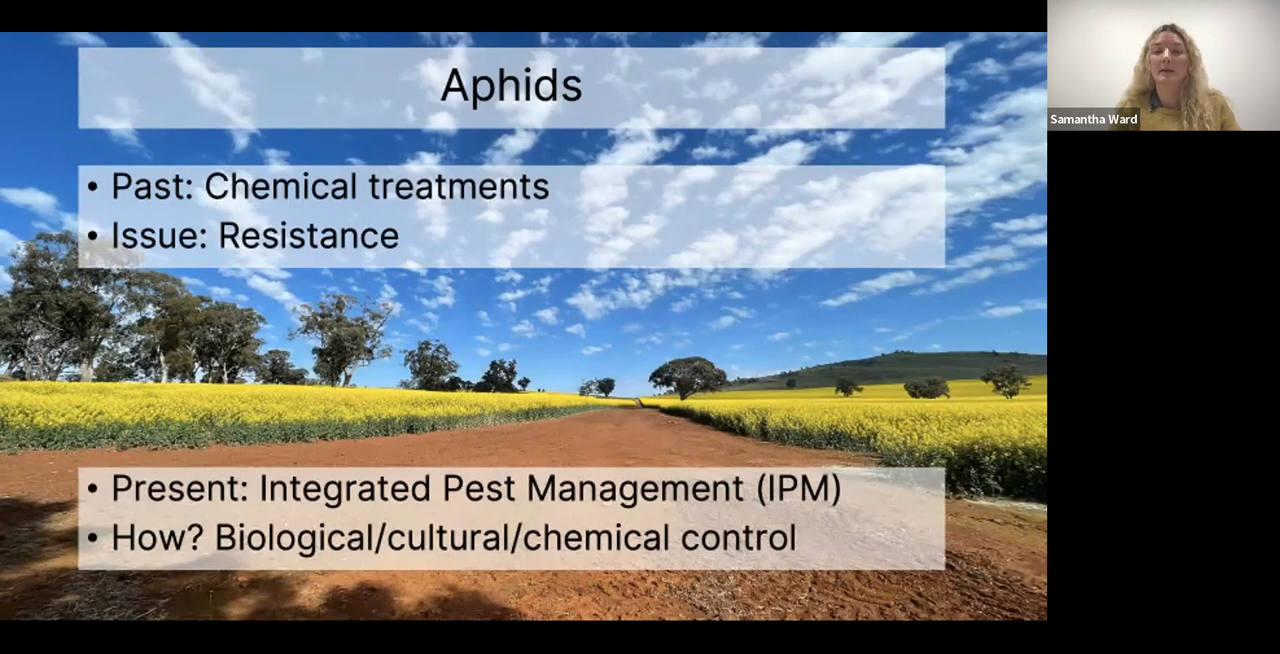 Aphids
• Past: Chemical treatments
• Issue: Resistance
• Present: Integrated Pest Management (IPM)
• How? Biological/cultural/chemical control
Samantha Ward